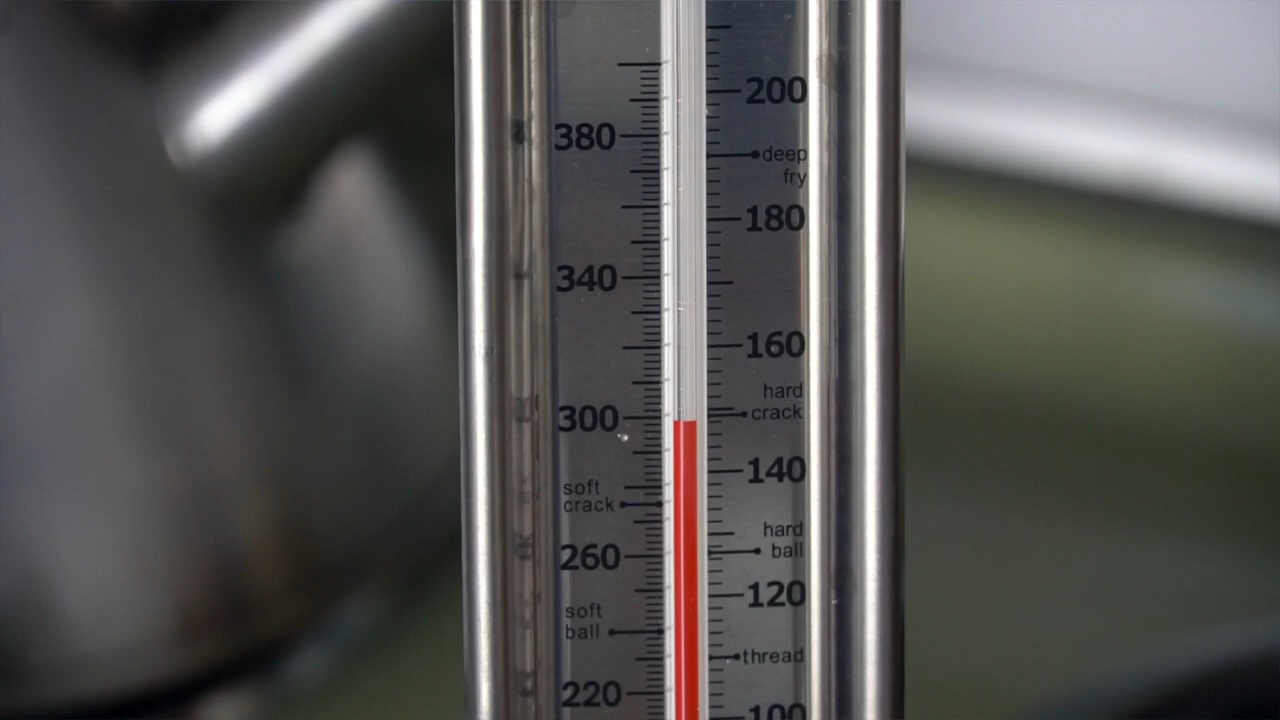 200
380
deep
fry
180
340
160
hard
crack
300
140
soft
crack
hard
ball
260
120
soft
ball
thread
220
100